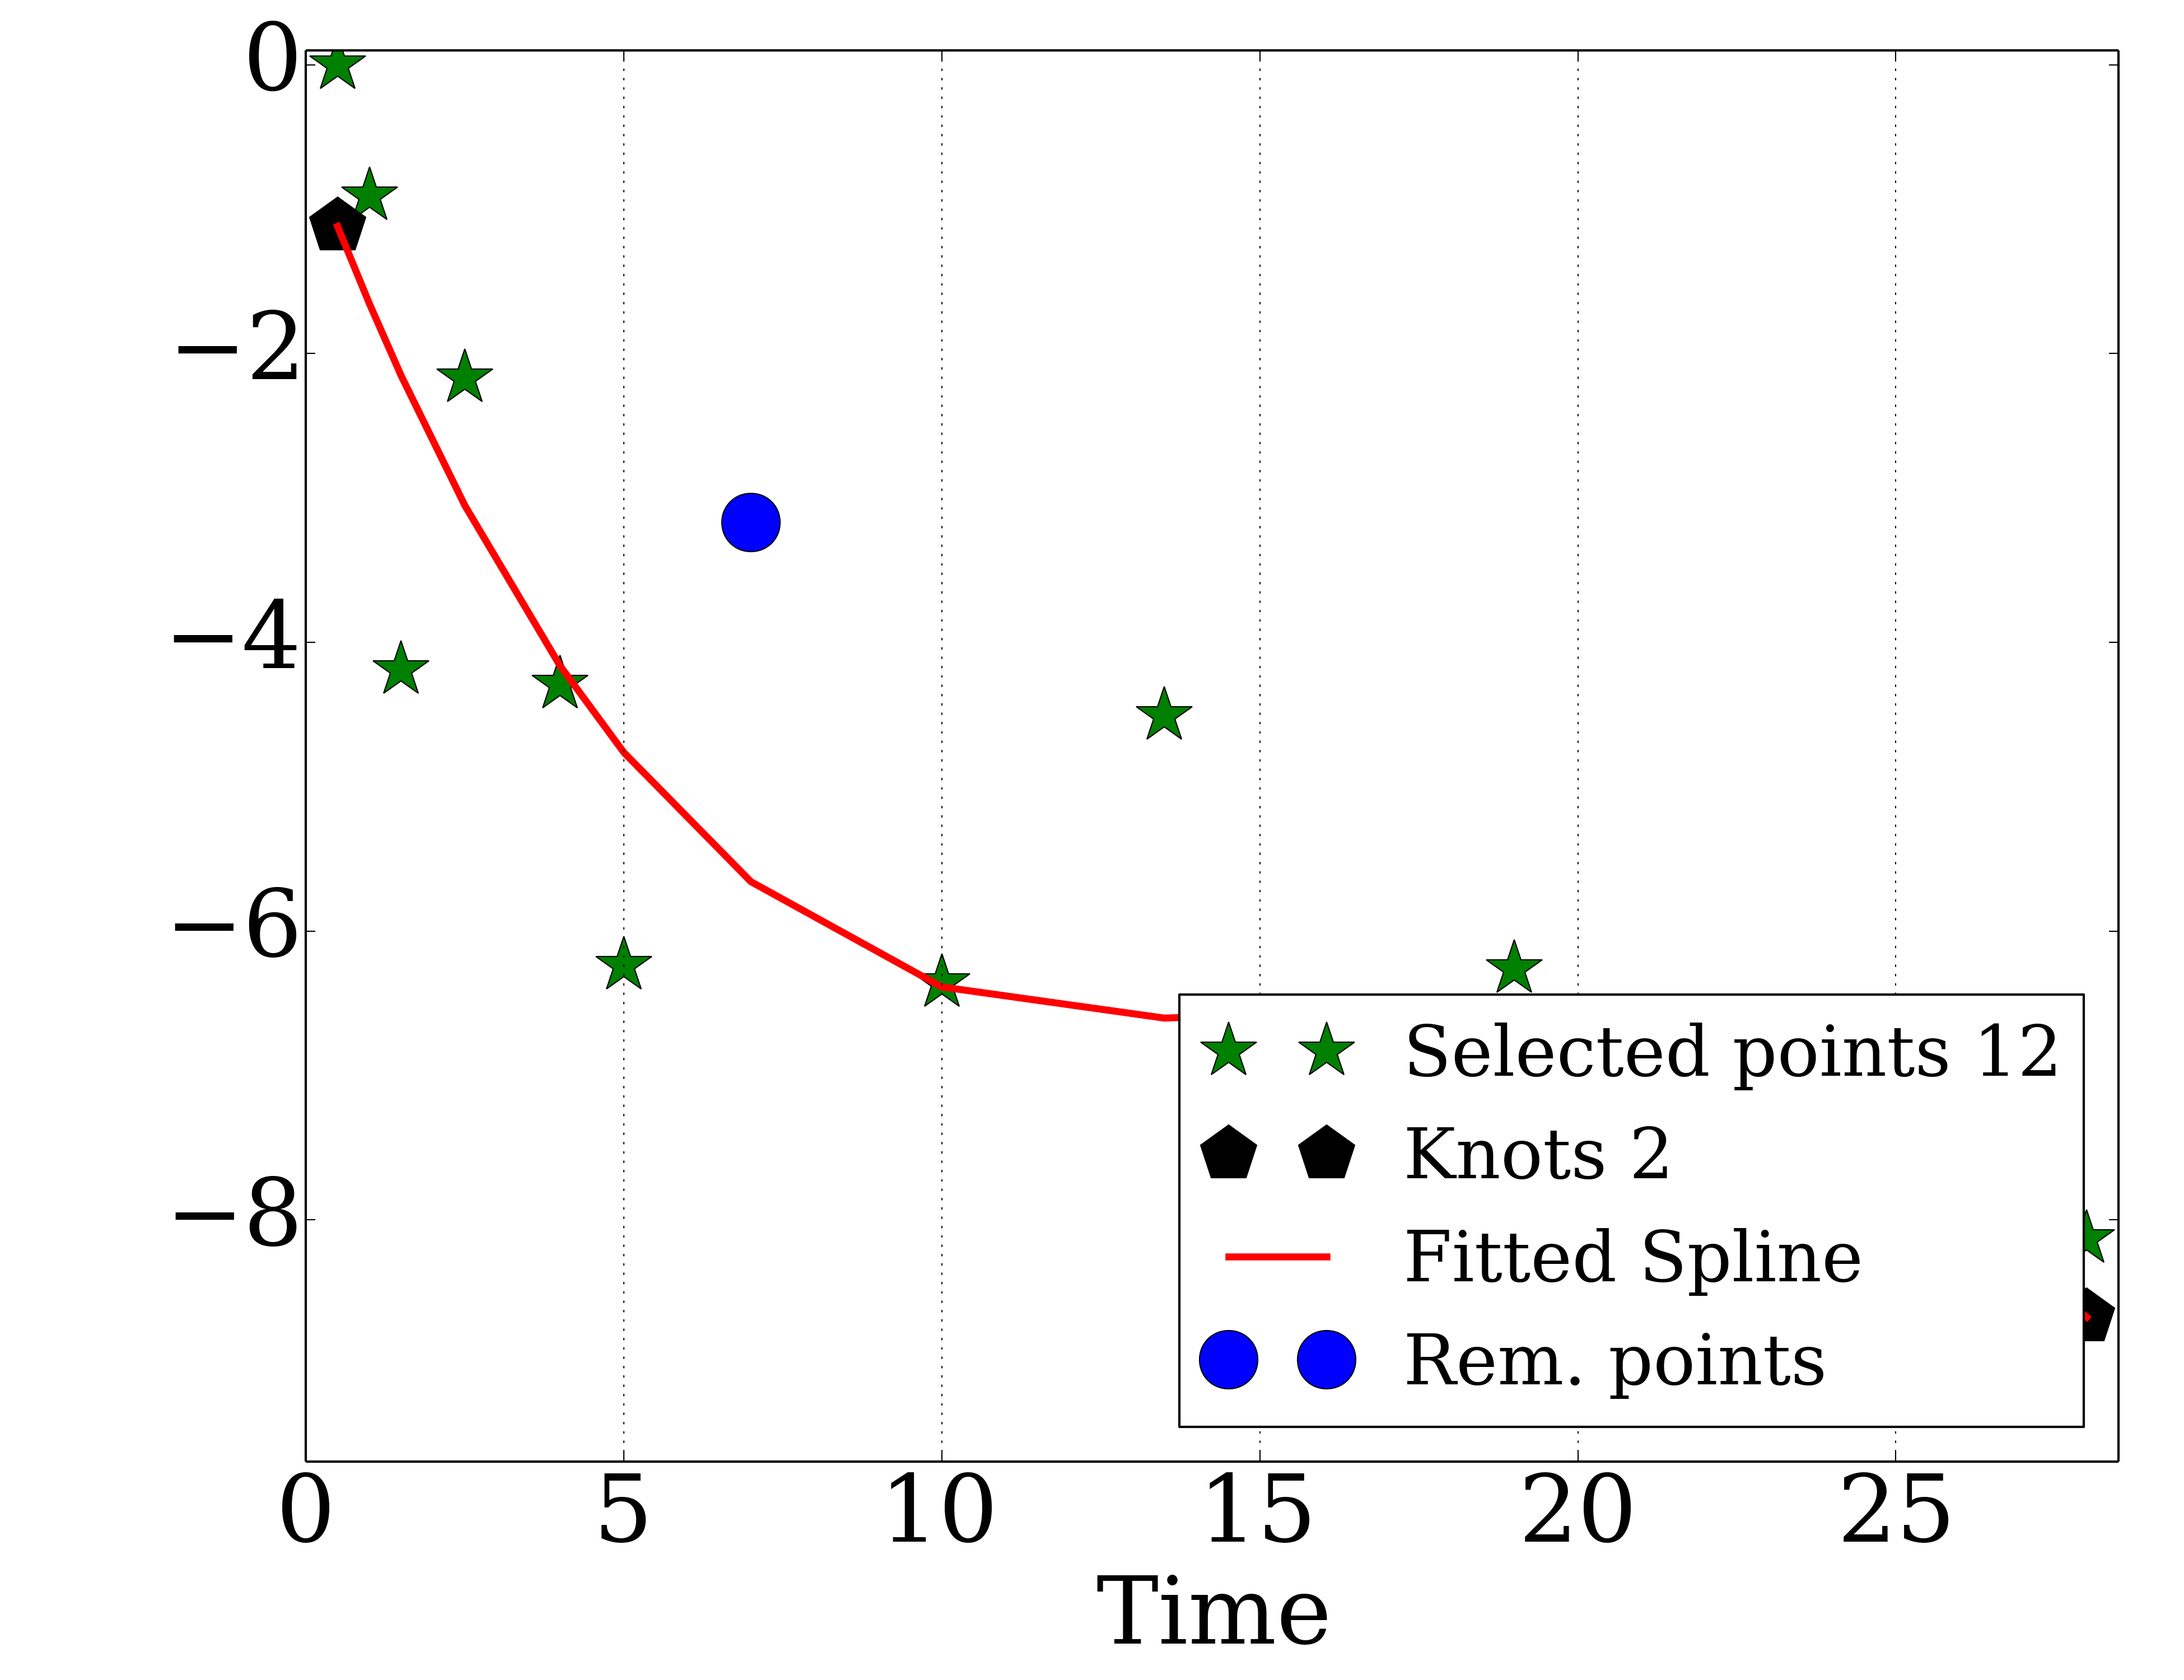 0
−2
−4
−6
−8
Selected points 12
Knots 2
Fitted Spline
Rem. points
0 5 10 15 20 25
Time